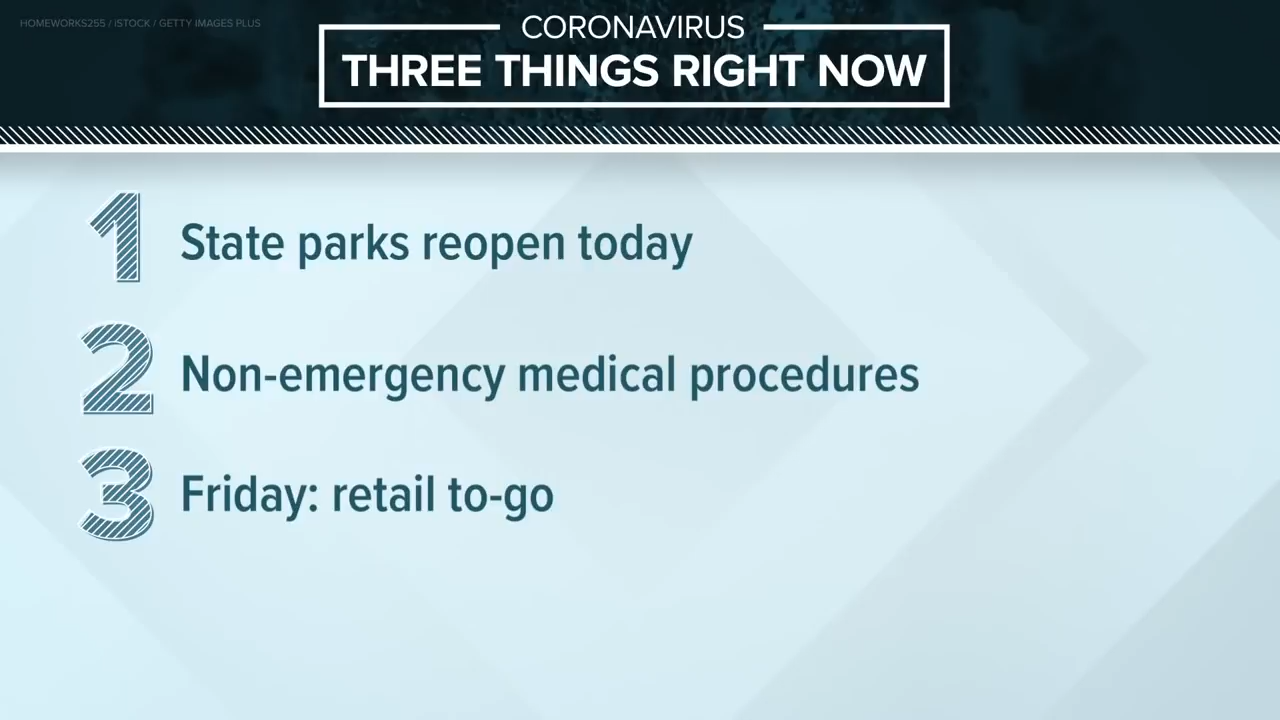 HOMEWORKS255 / iSTOCK / GETTY IMAGES PLUS
CORONAVIRUS
THREE THINGS RIGHT NOW
1 State parks reopen today
2 Non-emergency medical procedures
3 Friday: retail to-go